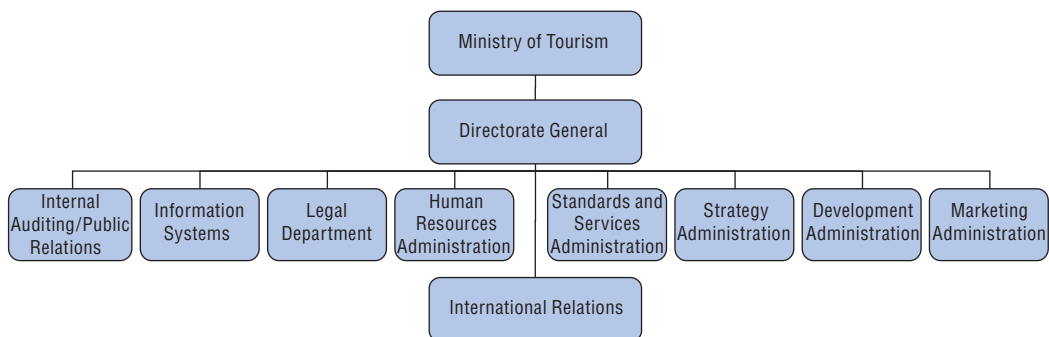 Ministry of Tourism
Directorate General
Internal
Auditing/Public
Relations
Information
Systems
Legal
Department
Human
Resources
Administration
Standards and
Services
Administration
Strategy
Administration
Development
Administration
Marketing
Administration
International Relations